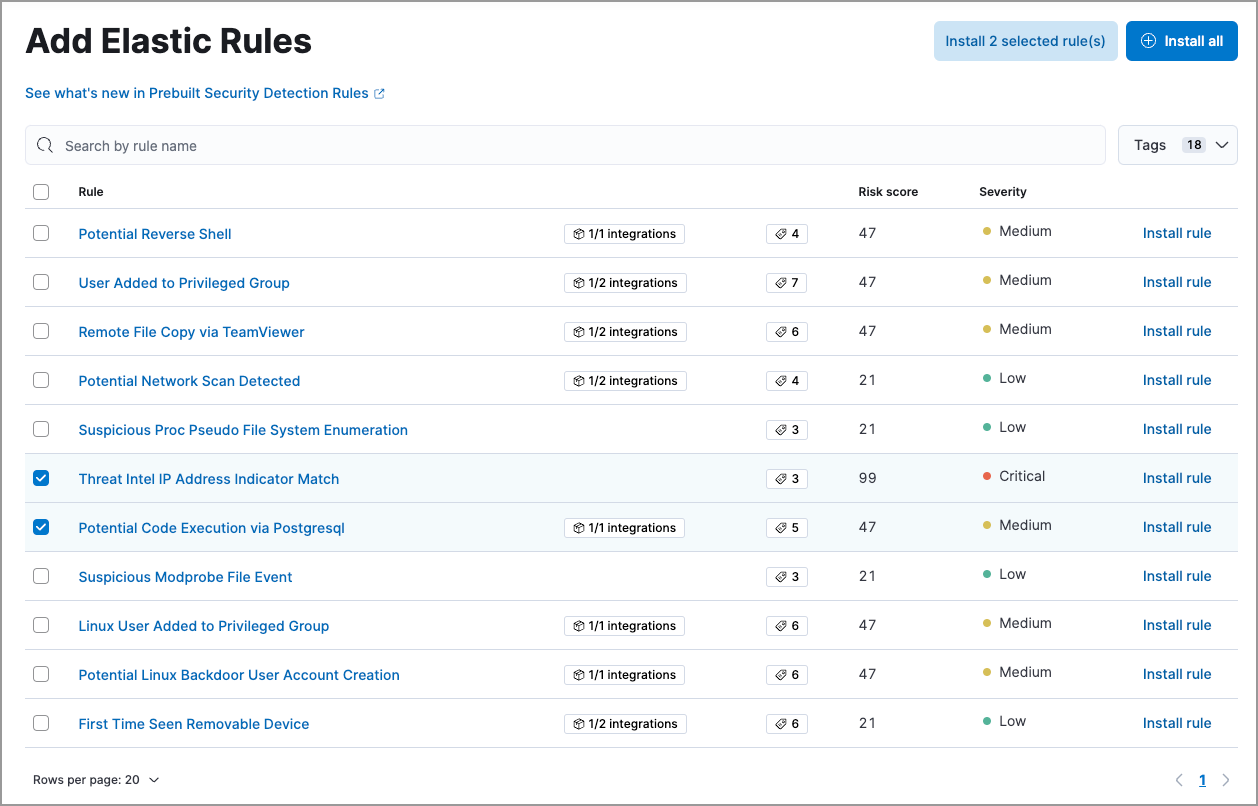 Add Elastic Rules
Install 2 selected rule(s) Install all
See what's new in Prebuilt Security Detection Rules
Search by rule name Tags 18
Rule Risk score Severity
Potential Reverse Shell 1/1 integrations 4 47 Medium Install rule
User Added to Privileged Group 1/2 integrations 7 47 Medium Install rule
Remote File Copy via TeamViewer 1/2 integrations 6 47 Medium Install rule
Potential Network Scan Detected 1/2 integrations 4 21 Low Install rule
Suspicious Proc Pseudo File System Enumeration 3 21 Low Install rule
Threat Intel IP Address Indicator Match 3 99 Critical Install rule
Potential Code Execution via Postgresql 1/1 integrations 5 47 Medium Install rule
Suspicious Modprobe File Event 3 21 Low Install rule
Linux User Added to Privileged Group 1/1 integrations 6 47 Medium Install rule
Potential Linux Backdoor User Account Creation 1/1 integrations 6 47 Medium Install rule
First Time Seen Removable Device 1/2 integrations 6 21 Low Install rule
Rows per page: 20 1